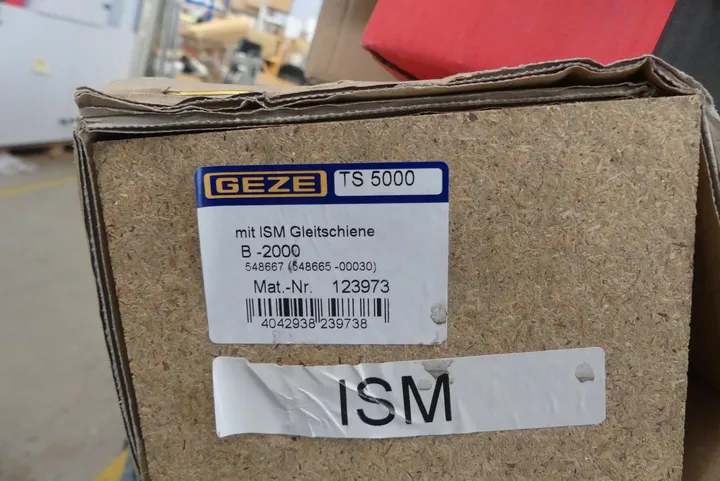 GEZE TS 5000
mit ISM Gleitschiene
B -2000
548667 (548665 -00030)
Mat.-Nr. 123973
4042938 239738
ISM